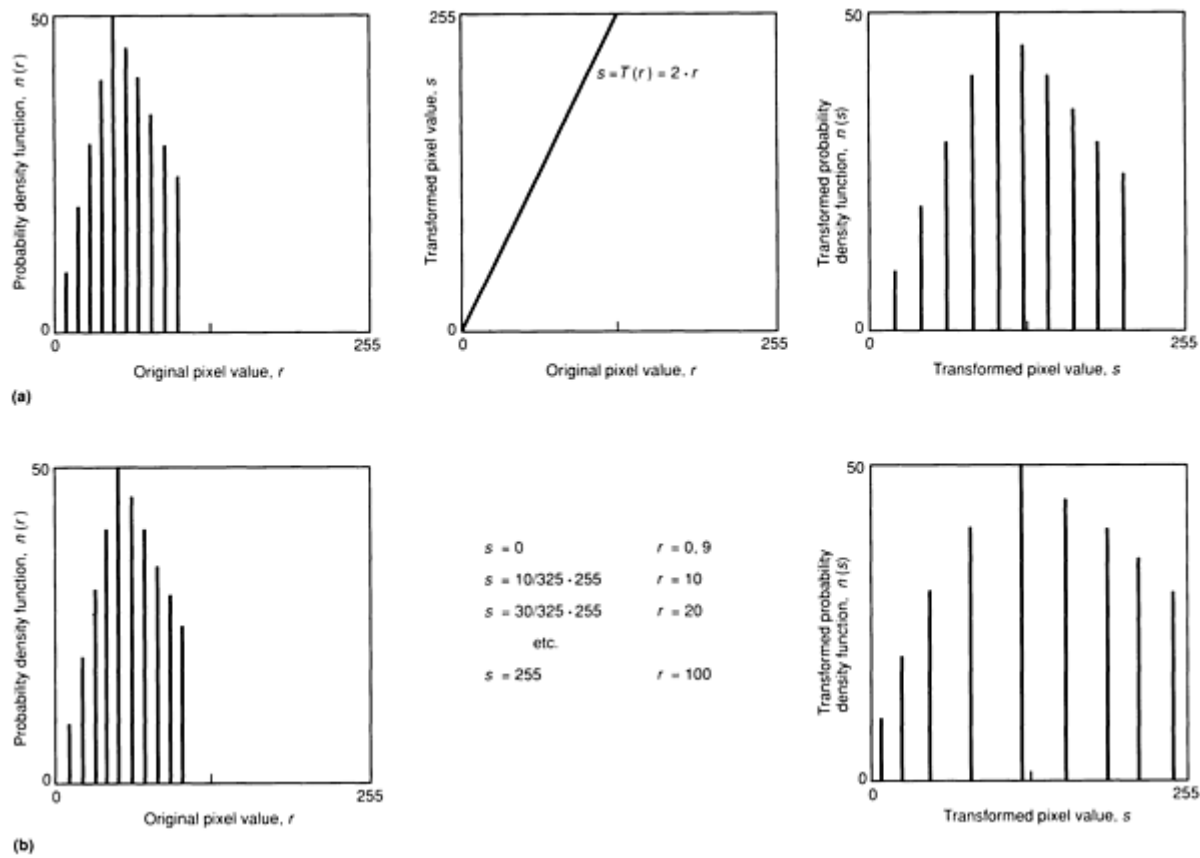 50
Probability density function, n(r)
0
0
255
Original pixel value, r
255
Transformed pixel value, s
s = T(r) = 2 · r
0
0
255
Original pixel value, r
50
Transformed probability
density function, n(s)
0
0
255
Transformed pixel value, s
(a)
50
Probability density function, n(r)
0
0
255
Original pixel value, r
s = 0 r = 0, 9
s = 10/325 · 255 r = 10
s = 30/325 · 255 r = 20
etc.
s = 255 r = 100
50
Transformed probability
density function, n(s)
0
0
255
Transformed pixel value, s
(b)